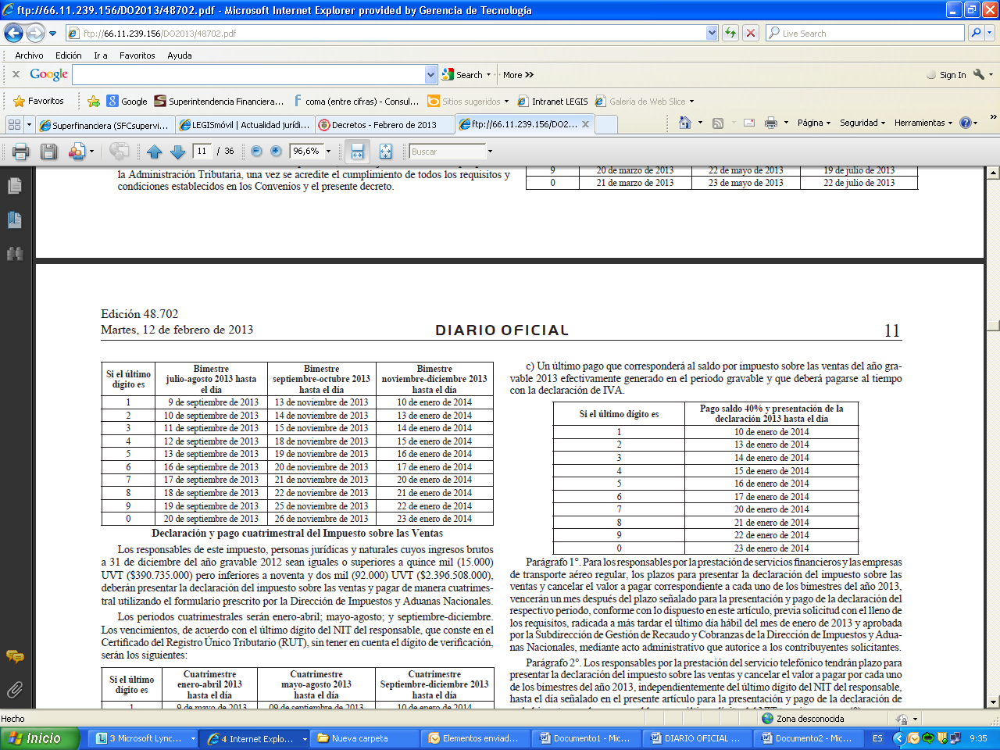 ftp://66.11.239.156/DO2013/48702.pdf - Microsoft Internet Explorer provided by Gerencia de Tecnología
ftp://66.11.239.156/DO2013/48702.pdf
Live Search
Archivo Edición Ir a Favoritos Ayuda
x Google Search More >> Sign In
Favoritos Google Superintendencia Financiera... coma (entre cifras) - Consul... Sitios sugeridos Intranet LEGIS Galería de Web Slice
Superfinanciera (SFCsupervi... LEGISmóvil | Actualidad jurídi... Decretos - Febrero de 2013 ftp://66.11.239.156/DO2... Página Seguridad Herramientas
11 / 36 96,6% Buscar
la Administración Tributaria, una vez se acredite el cumplimiento de todos los requisitos y
condiciones establecidos en los Convenios y el presente decreto.
9 20 de marzo de 2013 22 de mayo de 2013 19 de julio de 2013
0 21 de marzo de 2013 23 de mayo de 2013 22 de julio de 2013
Edición 48.702
Martes, 12 de febrero de 2013 DIARIO OFICIAL 11
Si el último dígito es Bimestre julio-agosto 2013 hasta el día Bimestre septiembre-octubre 2013 hasta el día Bimestre noviembre-diciembre 2013 hasta el día
1 9 de septiembre de 2013 13 de noviembre de 2013 10 de enero de 2014
2 10 de septiembre de 2013 14 de noviembre de 2013 13 de enero de 2014
3 11 de septiembre de 2013 15 de noviembre de 2013 14 de enero de 2014
4 12 de septiembre de 2013 18 de noviembre de 2013 15 de enero de 2014
5 13 de septiembre de 2013 19 de noviembre de 2013 16 de enero de 2014
6 16 de septiembre de 2013 20 de noviembre de 2013 17 de enero de 2014
7 17 de septiembre de 2013 21 de noviembre de 2013 20 de enero de 2014
8 18 de septiembre de 2013 22 de noviembre de 2013 21 de enero de 2014
9 19 de septiembre de 2013 25 de noviembre de 2013 22 de enero de 2014
0 20 de septiembre de 2013 26 de noviembre de 2013 23 de enero de 2014
Declaración y pago cuatrimestral del Impuesto sobre las Ventas
Los responsables de este impuesto, personas jurídicas y naturales cuyos ingresos brutos
a 31 de diciembre del año gravable 2012 sean iguales o superiores a quince mil (15.000)
UVT ($390.735.000) pero inferiores a noventa y dos mil (92.000) UVT ($2.396.508.000),
deberán presentar la declaración del impuesto sobre las ventas y pagar de manera cuatrimes-
tral utilizando el formulario prescrito por la Dirección de Impuestos y Aduanas Nacionales.
Los periodos cuatrimestrales serán enero-abril; mayo-agosto; y septiembre-diciembre.
Los vencimientos, de acuerdo con el último dígito del NIT del responsable, que conste en el
Certificado del Registro Único Tributario (RUT), sin tener en cuenta el dígito de verificación,
serán los siguientes:
Si el último dígito es Cuatrimestre enero-abril 2013 hasta el día Cuatrimestre mayo-agosto 2013 hasta el día Cuatrimestre Septiembre-diciembre 2013 hasta el día
1 9 de mayo de 2013 09 de septiembre de 2013 10 de enero de 2014
c) Un último pago que corresponderá al saldo por impuesto sobre las ventas del año gra-
vable 2013 efectivamente generado en el periodo gravable y que deberá pagarse al tiempo
con la declaración de IVA.
Si el último dígito es Pago saldo 40% y presentación de la declaración 2013 hasta el día
1 10 de enero de 2014
2 13 de enero de 2014
3 14 de enero de 2014
4 15 de enero de 2014
5 16 de enero de 2014
6 17 de enero de 2014
7 20 de enero de 2014
8 21 de enero de 2014
9 22 de enero de 2014
0 23 de enero de 2014
Parágrafo 1°. Para los responsables por la prestación de servicios financieros y las empresas
de transporte aéreo regular, los plazos para presentar la declaración del impuesto sobre las
ventas y cancelar el valor a pagar correspondiente a cada uno de los bimestres del año 2013,
vencerán un mes después del plazo señalado para la presentación y pago de la declaración del
respectivo periodo, conforme con lo dispuesto en este artículo, previa solicitud con el lleno de
los requisitos, radicada a más tardar el último día hábil del mes de enero de 2013 y aprobada
por la Subdirección de Gestión de Recaudo y Cobranzas de la Dirección de Impuestos y Adua-
nas Nacionales, mediante acto administrativo que autorice a los contribuyentes solicitantes.
Parágrafo 2°. Los responsables por la prestación del servicio telefónico tendrán plazo para
presentar la declaración del impuesto sobre las ventas y cancelar el valor a pagar por cada uno
de los bimestres del año 2013, independientemente del último dígito del NIT del responsable,
hasta el día señalado en el presente artículo para la presentación y pago de la declaración de
Hecho Zona desconocida
Inicio 3 Microsoft Lync... 4 Internet Explo... Nueva carpeta Elementos enviad... Documento1 - Mic... DIARIO OFICIAL ... Documento2 - Mic... ES 9:35